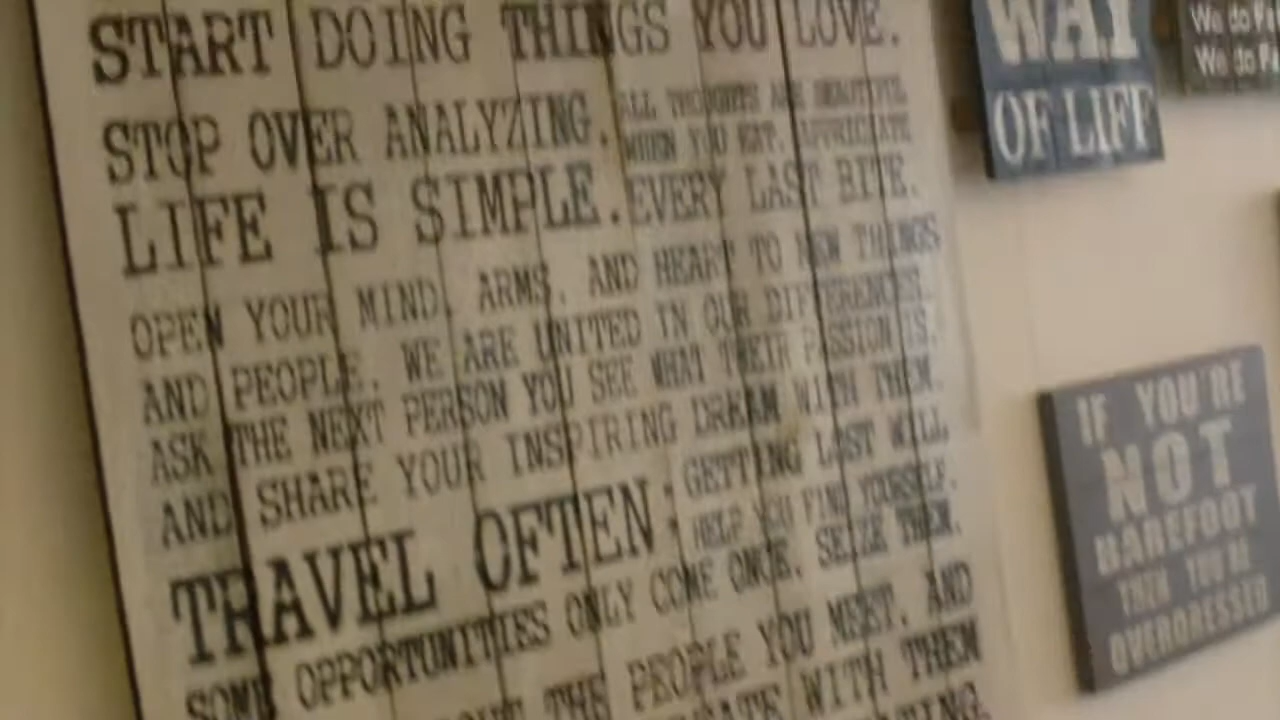 START DOING THINGS YOU LOVE.
STOP OVER ANALYZING. ALL THOUGHTS ARE BEAUTIFUL
WHEN YOU EAT, APPRICIATE
LIFE IS SIMPLE. EVERY LAST BITE.
OPEN YOUR MIND, ARMS, AND HEART TO NEW THINGS
AND PEOPLE. WE ARE UNITED IN OUR DIFFERENCES.
ASK THE NEXT PERSON YOU SEE WHAT THEIR PASSION IS,
AND SHARE YOUR INSPIRING DREAM WITH THEM.
TRAVEL OFTEN; GETTING LOST WILL
HELP YOU FIND YOURSELF.
SOME OPPORTUNITIES ONLY COME ONCE, SEIZE THEM.
THE PEOPLE YOU MEET, AND
WITH THEM
WAY
OF LIFE
We do
We do
IF YOU'RE
NOT
BAREFOOT
THEN YOU'RE
OVERDRESSED